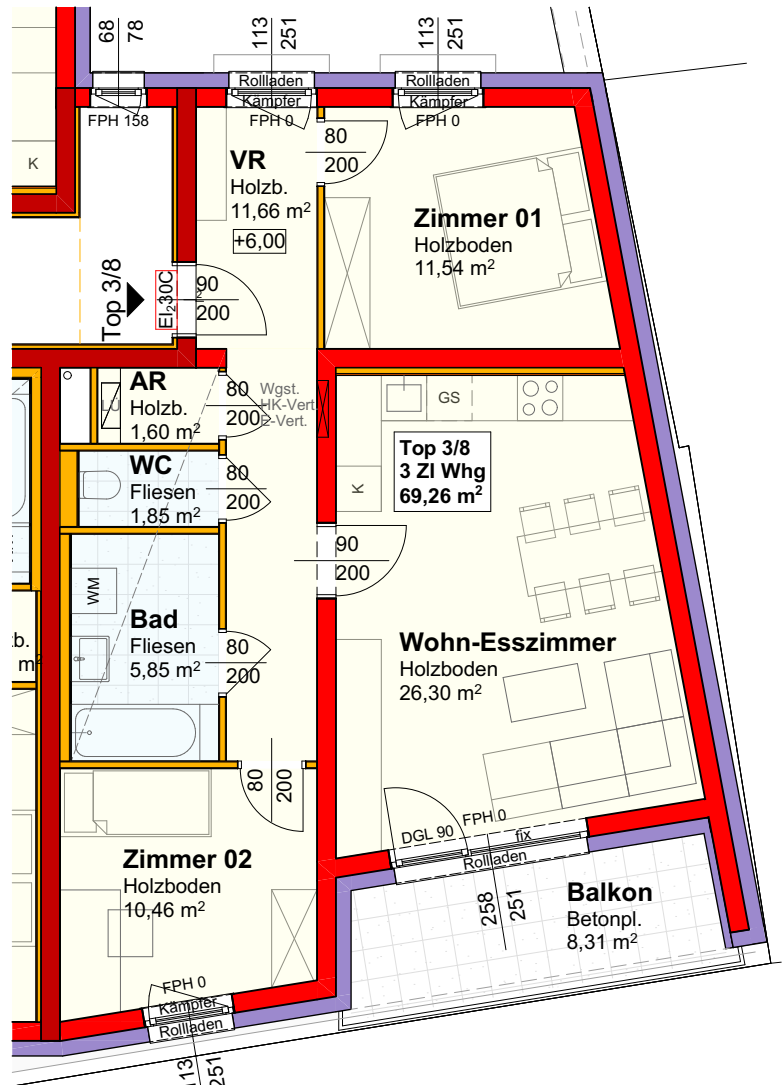 68
78
113
251
113
251
Rollladen
Kämpfer
FPH 0
Rollladen
Kämpfer
FPH 0
FPH 158
K
VR
Holzb.
11,66 m²
+6,00
80
200
Zimmer 01
Holzboden
11,54 m²
Top 3/8
EI₂30C
90
200
AR
Holzb.
1,60 m²
LÜ
80
200
Wgst.
HK-Vert.
E-Vert.
GS
K
Top 3/8
3 ZI Whg
69,26 m²
WC
Fliesen
1,85 m²
80
200
90
200
WM
Bad
Fliesen
5,85 m²
80
200
b.
m²
Wohn-Esszimmer
Holzboden
26,30 m²
80
200
DGL 90
FPH 0
fix
Rollladen
258
251
Zimmer 02
Holzboden
10,46 m²
Balkon
Betonpl.
8,31 m²
FPH 0
Kämpfer
Rollladen
113
251